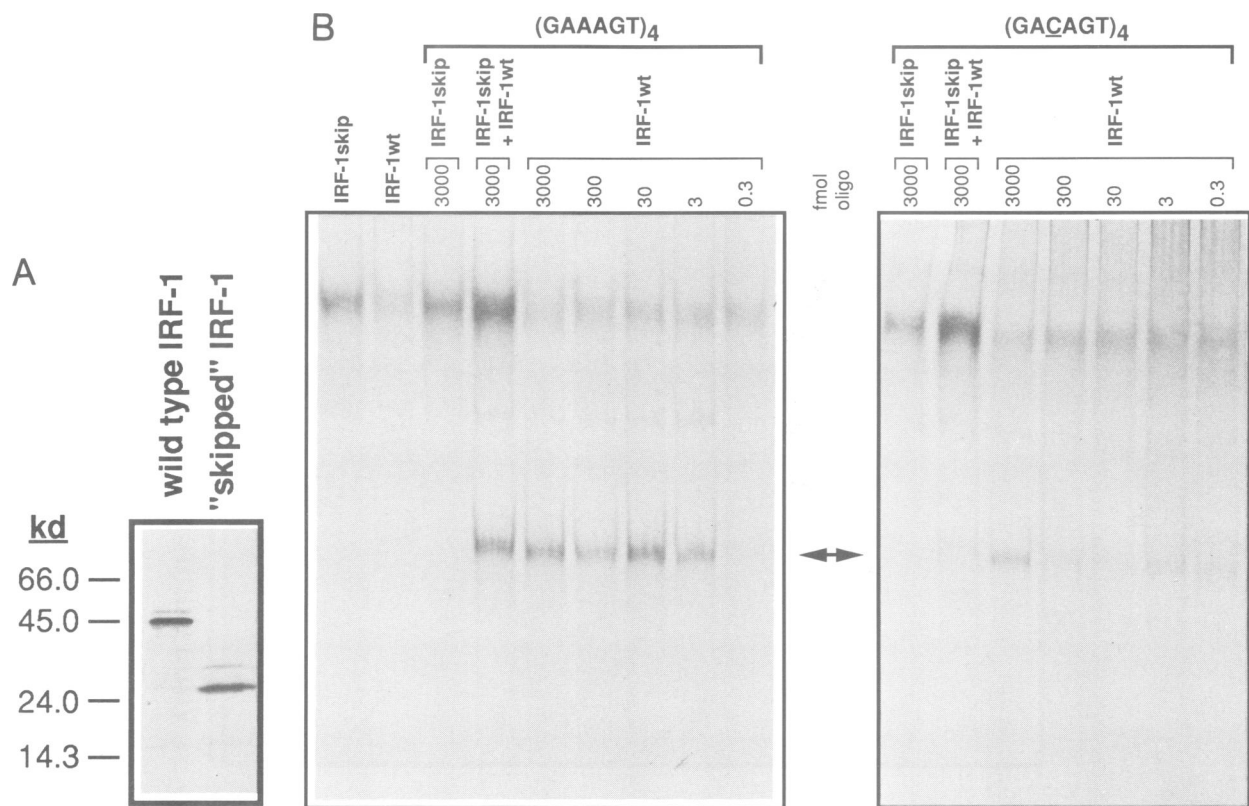 A
wild type IRF-1
"skipped" IRF-1
kd
66.0
45.0
24.0
14.3
B
(GAAAGT)4
IRF-1skip
IRF-1wt
IRF-1skip
IRF-1skip
+ IRF-1wt
IRF-1wt
3000
3000
3000
300
30
3
0.3
fmol
oligo
(GACAGT)4
IRF-1skip
IRF-1skip
+ IRF-1wt
IRF-1wt
3000
3000
3000
300
30
3
0.3